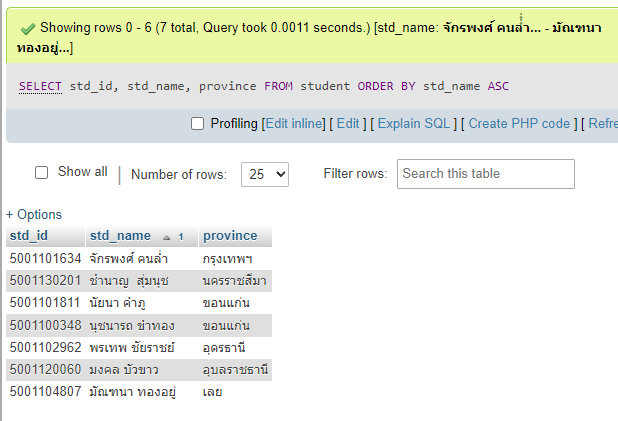 Showing rows 0 - 6 (7 total, Query took 0.0011 seconds.) [std_name: จักรพงศ์ คนล่ำ... - มัณฑนา
ทองอยู่...]
SELECT std_id, std_name, province FROM student ORDER BY std_name ASC
Profiling [Edit inline] [ Edit ] [ Explain SQL ] [ Create PHP code ] [ Refre
Show all | Number of rows: 25 Filter rows: Search this table
+ Options
std_id std_name 1 province
5001101634 จักรพงศ์ คนล่ำ กรุงเทพฯ
5001130201 ชำนาญ สุ่มนุช นครราชสีมา
5001101811 นัยนา คำภู ขอนแก่น
5001100348 นุชนารถ ขำทอง ขอนแก่น
5001102962 พรเทพ ชัยราชย์ อุดรธานี
5001120060 มงคล บัวขาว อุบลราชธานี
5001104807 มัณฑนา ทองอยู่ เลย